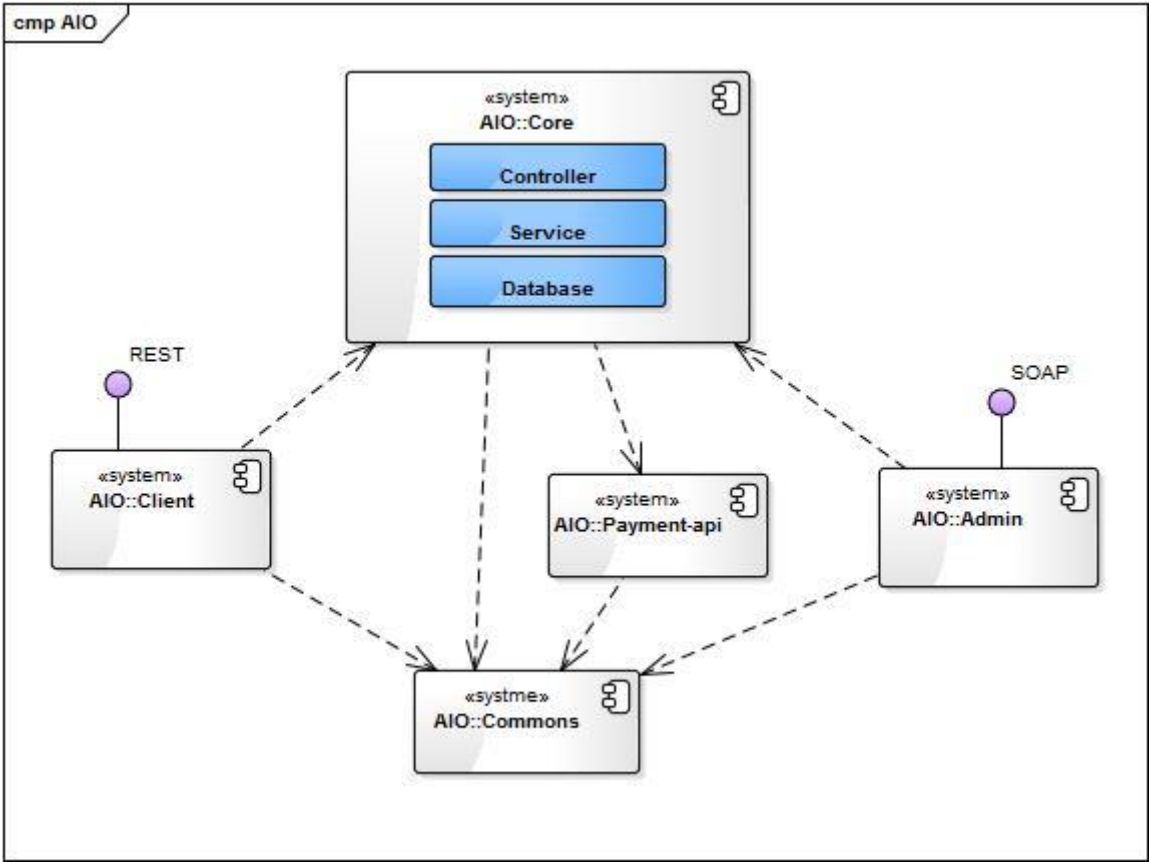 cmp AIO
«system»
AIO::Core
Controller
Service
Database
REST
SOAP
«system»
AIO::Client
«system»
AIO::Payment-api
«system»
AIO::Admin
«systme»
AIO::Commons